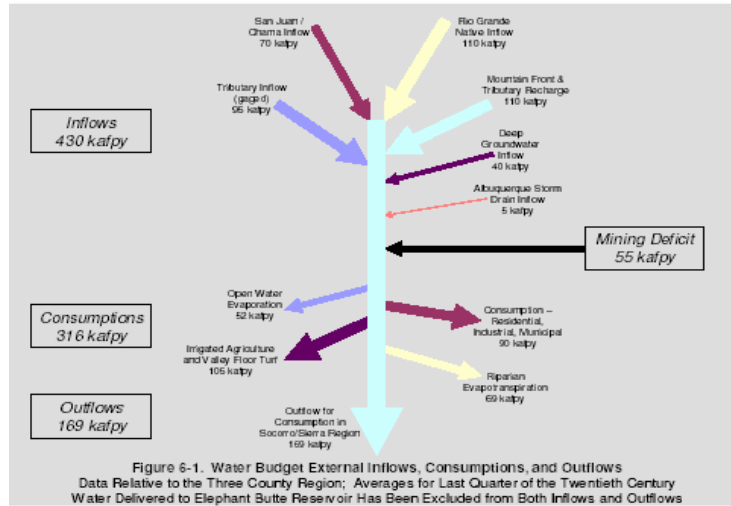 San Juan /
Chama Inflow
70 kafpy
Rio Grande
Native Inflow
110 kafpy
Tributary Inflow
(gaged)
95 kafpy
Mountain Front &
Tributary Recharge
110 kafpy
Inflows
430 kafpy
Deep
Groundwater
Inflow
40 kafpy
Albuquerque Storm
Drain Inflow
5 kafpy
Mining Deficit
55 kafpy
Open Water
Evaporation
52 kafpy
Consumptions
316 kafpy
Consumption –
Residential,
Industrial, Municipal
90 kafpy
Irrigated Agriculture
and Valley Floor Turf
105 kafpy
Riparian
Evapotranspiration
69 kafpy
Outflows
169 kafpy
Outflow for
Consumption in
Socorro/Sierra Region
169 kafpy
Figure 6-1. Water Budget External Inflows, Consumptions, and Outflows
Data Relative to the Three County Region; Averages for Last Quarter of the Twentieth Century
Water Delivered to Elephant Butte Reservoir Has Been Excluded from Both Inflows and Outflows